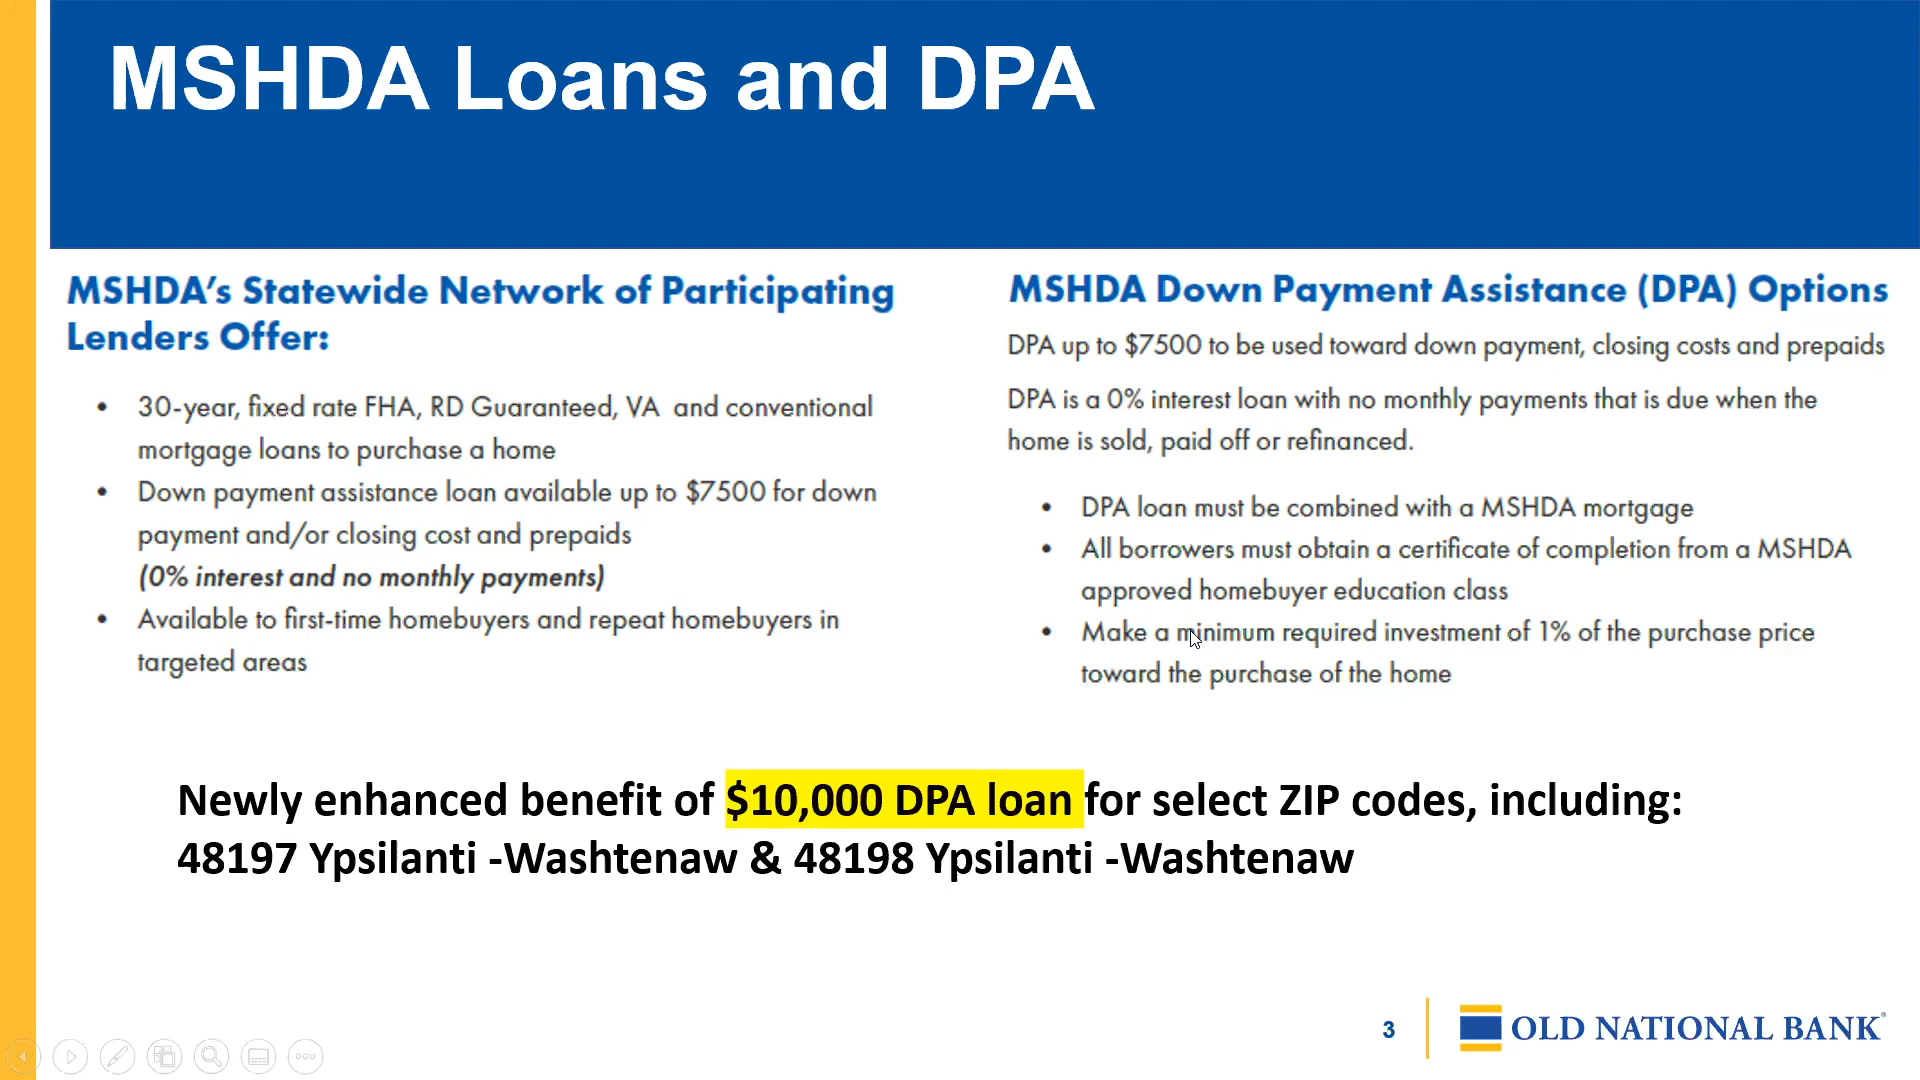 MSHDA Loans and DPA
MSHDA's Statewide Network of Participating
Lenders Offer:
• 30-year, fixed rate FHA, RD Guaranteed, VA and conventional
mortgage loans to purchase a home
• Down payment assistance loan available up to $7500 for down
payment and/or closing cost and prepaids
(0% interest and no monthly payments)
• Available to first-time homebuyers and repeat homebuyers in
targeted areas
MSHDA Down Payment Assistance (DPA) Options
DPA up to $7500 to be used toward down payment, closing costs and prepaids
DPA is a 0% interest loan with no monthly payments that is due when the
home is sold, paid off or refinanced.
• DPA loan must be combined with a MSHDA mortgage
• All borrowers must obtain a certificate of completion from a MSHDA
approved homebuyer education class
• Make a minimum required investment of 1% of the purchase price
toward the purchase of the home
Newly enhanced benefit of $10,000 DPA loan for select ZIP codes, including:
48197 Ypsilanti -Washtenaw & 48198 Ypsilanti -Washtenaw
3
OLD NATIONAL BANK®